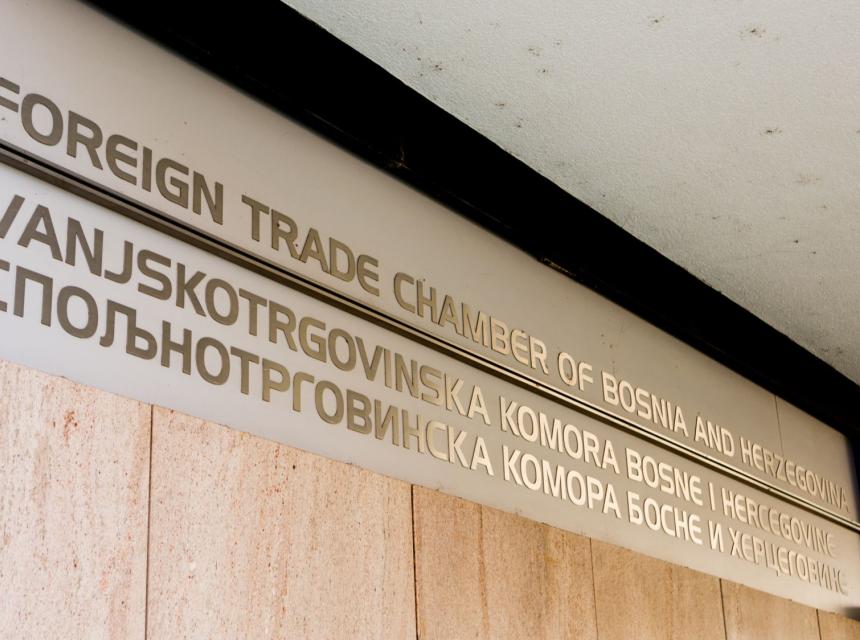 FOREIGN TRADE CHAMBER OF BOSNIA AND HERZEGOVINA
VANJSKOTRGOVINSKA KOMORA BOSNE I HERCEGOVINE
СПОЉНОТРГОВИНСКА КОМОРА БОСНЕ И ХЕРЦЕГОВИНЕ